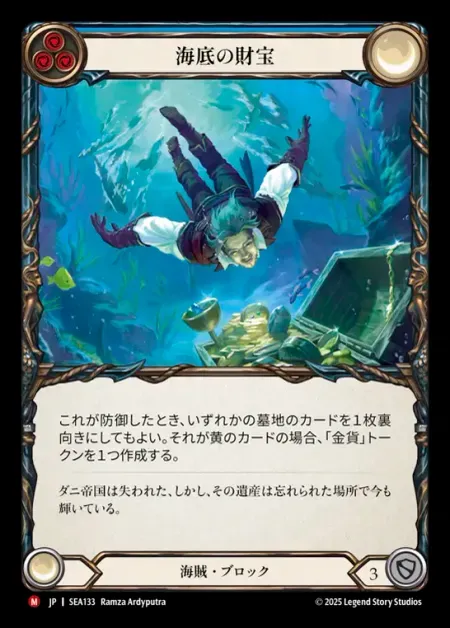 海底の財宝
これが防御したとき、いずれかの墓地のカードを1枚裏
向きにしてもよい。それが黄のカードの場合、「金貨」トー
クンを1つ作成する。
ダニ帝国は失われた、しかし、その遺産は忘れられた場所で今も
輝いている。
海賊・ブロック
3
M JP | SEA133 Ramza Ardyputra
© 2025 Legend Story Studios